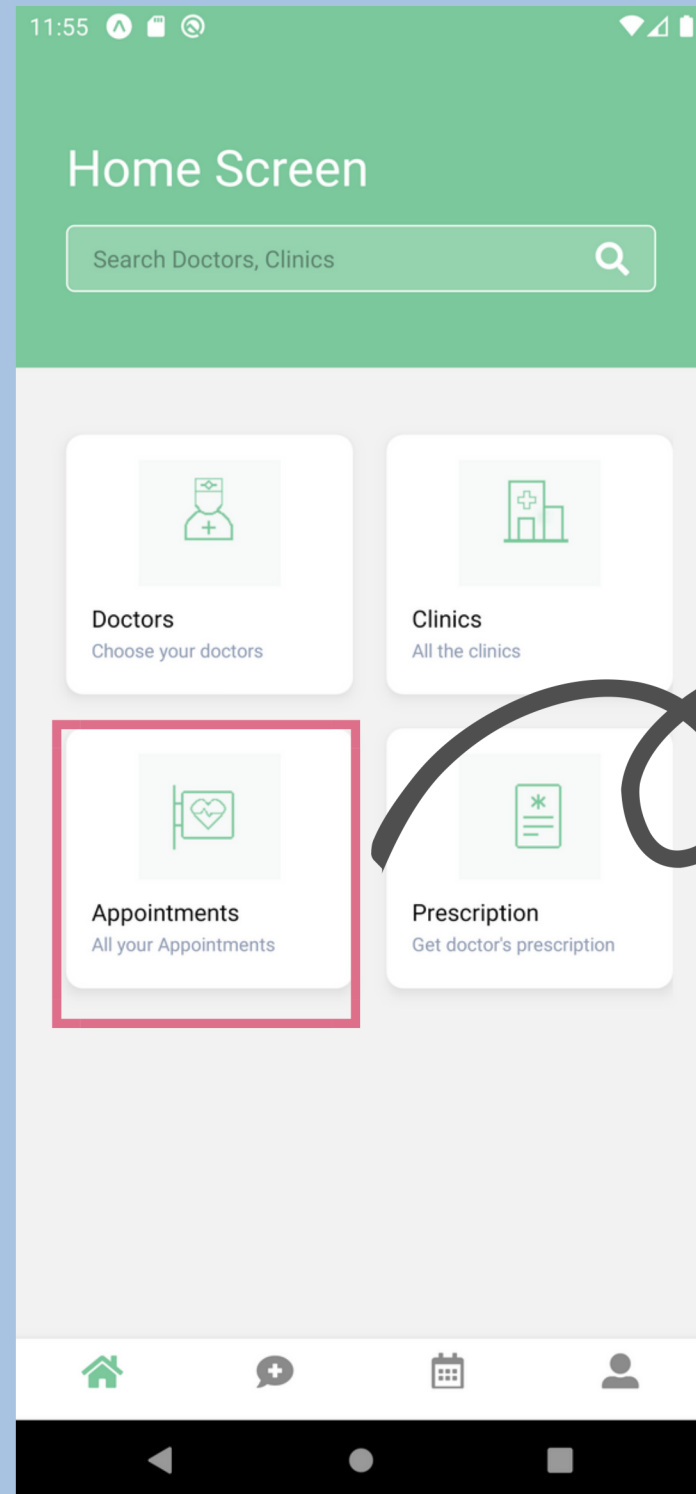 11:55
Home Screen
Search Doctors, Clinics
Doctors
Choose your doctors
Clinics
All the clinics
Appointments
All your Appointments
Prescription
Get doctor's prescription